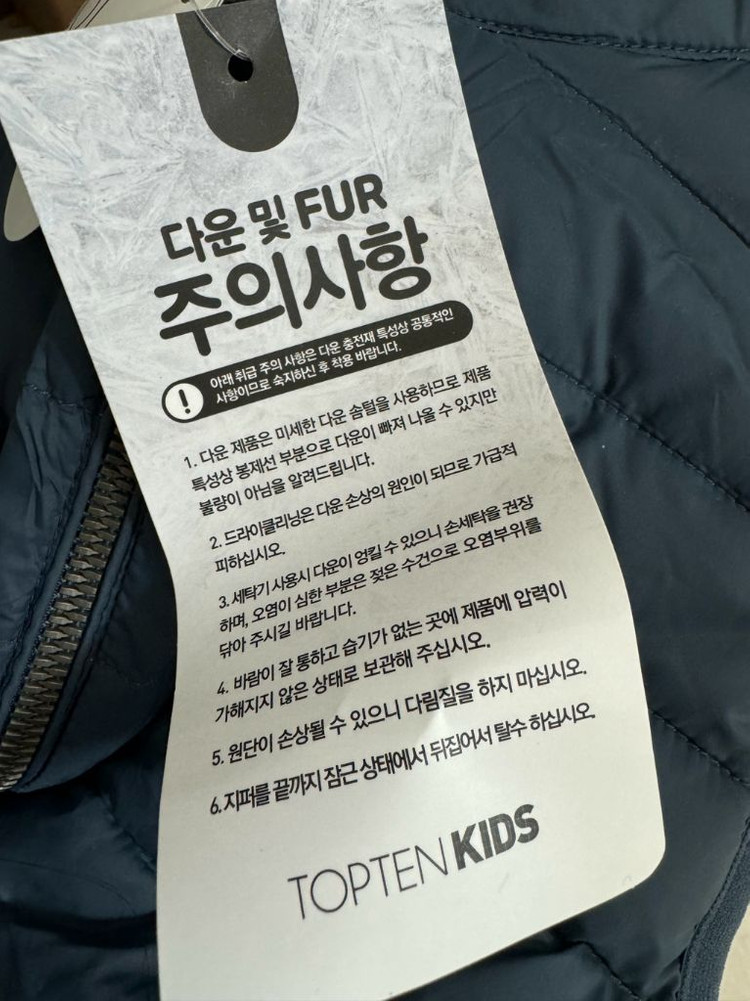 다운 및 FUR
주의사항
아래 취급 주의 사항은 다운 충전재 특성상 공통적인
사항이므로 숙지하신 후 착용 바랍니다.
1. 다운 제품은 미세한 다운 솜털을 사용하므로 제품
특성상 봉제선 부분으로 다운이 빠져 나올 수 있지만
불량이 아님을 알려드립니다.
2. 드라이클리닝은 다운 손상의 원인이 되므로 가급적
피하십시오.
3. 세탁기 사용시 다운이 엉킬 수 있으니 손세탁을 권장
하며, 오염이 심한 부분은 젖은 수건으로 오염부위를
닦아 주시길 바랍니다.
4. 바람이 잘 통하고 습기가 없는 곳에 제품에 압력이
가해지지 않은 상태로 보관해 주십시오.
5. 원단이 손상될 수 있으니 다림질을 하지 마십시오.
6. 지퍼를 끝까지 잠근 상태에서 뒤집어서 탈수 하십시오.
TOPTEN KIDS